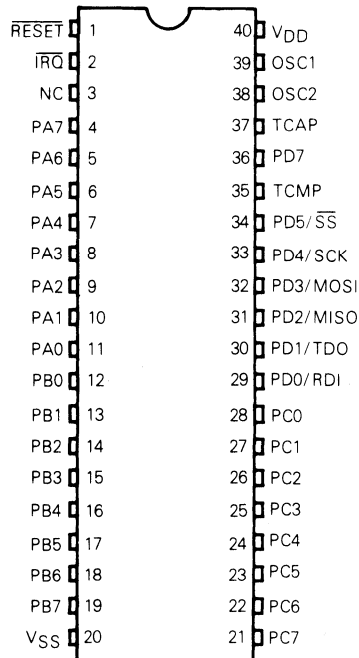 RESET 1 40 VDD
IRQ 2 39 OSC1
NC 3 38 OSC2
PA7 4 37 TCAP
PA6 5 36 PD7
PA5 6 35 TCMP
PA4 7 34 PD5/SS
PA3 8 33 PD4/SCK
PA2 9 32 PD3/MOSI
PA1 10 31 PD2/MISO
PA0 11 30 PD1/TDO
PB0 12 29 PD0/RDI
PB1 13 28 PC0
PB2 14 27 PC1
PB3 15 26 PC2
PB4 16 25 PC3
PB5 17 24 PC4
PB6 18 23 PC5
PB7 19 22 PC6
VSS 20 21 PC7